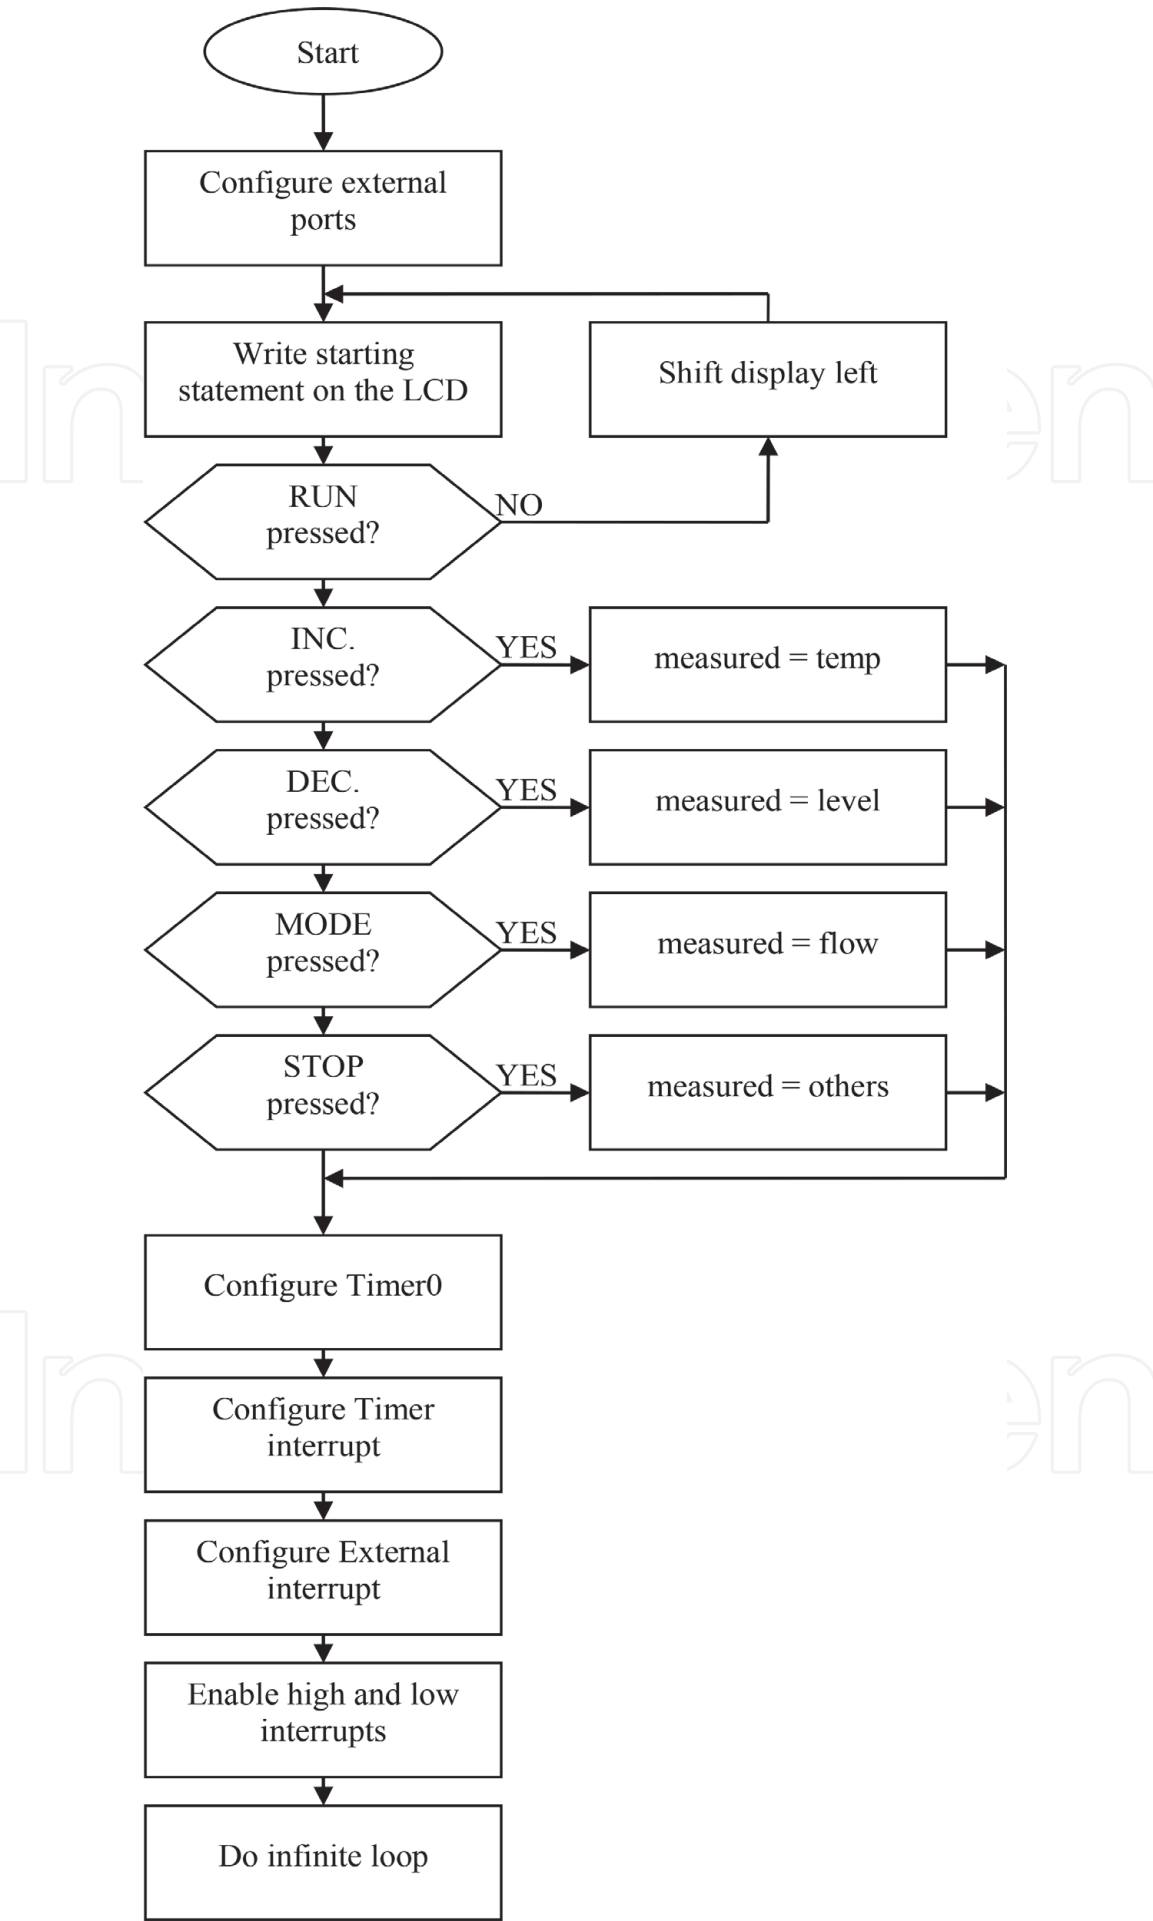 Start
Configure external
ports
Write starting
statement on the LCD
Shift display left
RUN
pressed?
NO
INC.
pressed?
YES
measured = temp
DEC.
pressed?
YES
measured = level
MODE
pressed?
YES
measured = flow
STOP
pressed?
YES
measured = others
Configure Timer0
Configure Timer
interrupt
Configure External
interrupt
Enable high and low
interrupts
Do infinite loop